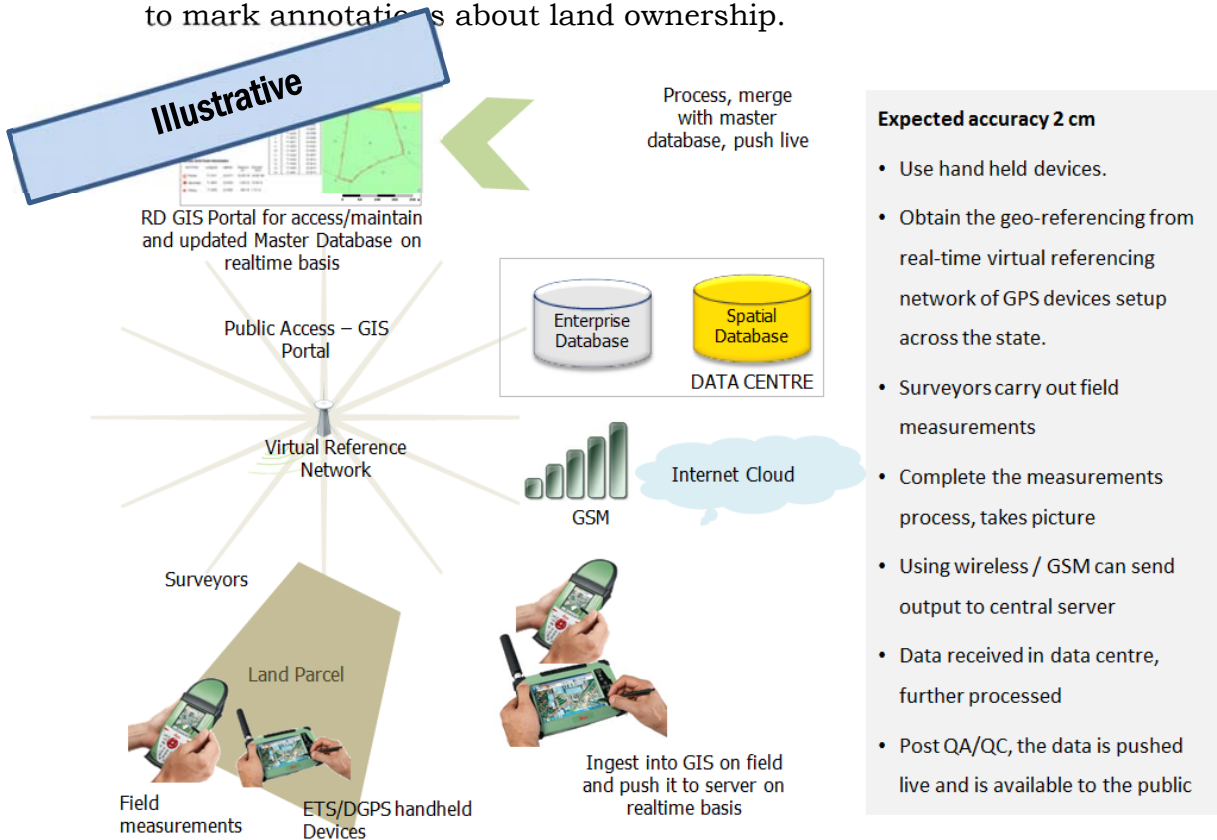 to mark annotations about land ownership.
Illustrative
Process, merge
with master
database, push live
RD GIS Portal for access/maintain
and updated Master Database on
realtime basis
Public Access – GIS
Portal
Enterprise
Database
Spatial
Database
DATA CENTRE
Virtual Reference
Network
GSM
Internet Cloud
Surveyors
Land Parcel
Field
measurements
ETS/DGPS handheld
Devices
Ingest into GIS on field
and push it to server on
realtime basis
Expected accuracy 2 cm
• Use hand held devices.
• Obtain the geo-referencing from
real-time virtual referencing
network of GPS devices setup
across the state.
• Surveyors carry out field
measurements
• Complete the measurements
process, takes picture
• Using wireless / GSM can send
output to central server
• Data received in data centre,
further processed
• Post QA/QC, the data is pushed
live and is available to the public